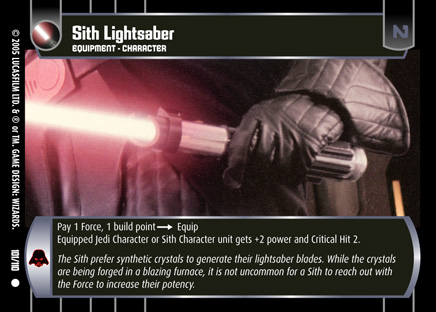 Sith Lightsaber
EQUIPMENT - CHARACTER
N
Pay 1 Force, 1 build point → Equip
Equipped Jedi Character or Sith Character unit gets +2 power and Critical Hit 2.
The Sith prefer synthetic crystals to generate their lightsaber blades. While the crystals
are being forged in a blazing furnace, it is not uncommon for a Sith to reach out with
the Force to increase their potency.
© 2005 LUCASFILM LTD. & ® or TM. GAME DESIGN: WIZARDS.